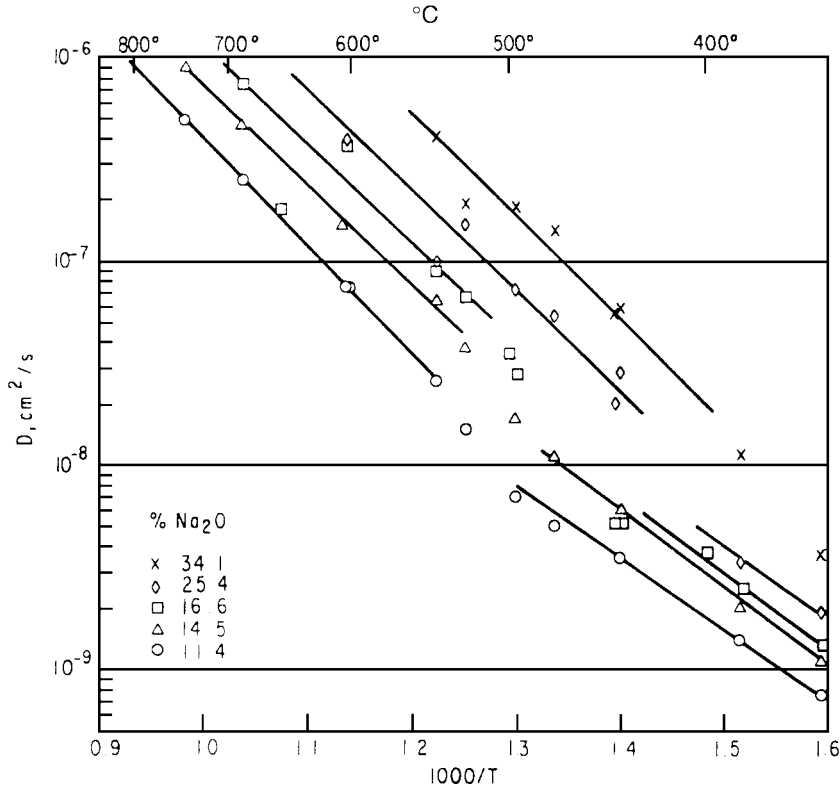 °C
800° 700° 600° 500° 400°
10-6
10-7
10-8
10-9
D, cm2/s
% Na2O
x 34 1
◊ 25 4
□ 16 6
△ 14 5
○ 11 4
0.9 1.0 1.1 1.2 1.3 1.4 1.5 1.6
1000/T